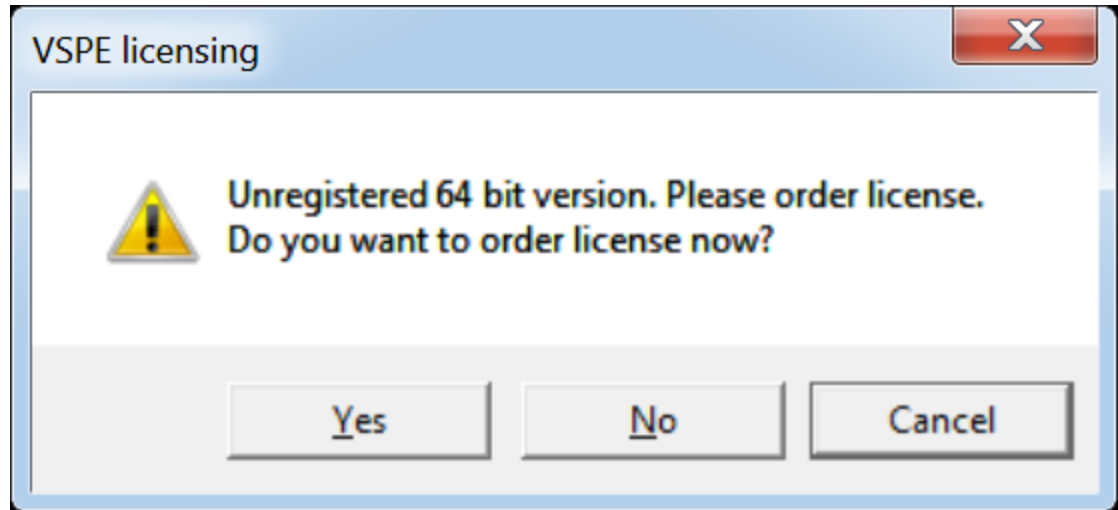 VSPE licensing
X
Unregistered 64 bit version. Please order license.
Do you want to order license now?
Yes
No
Cancel